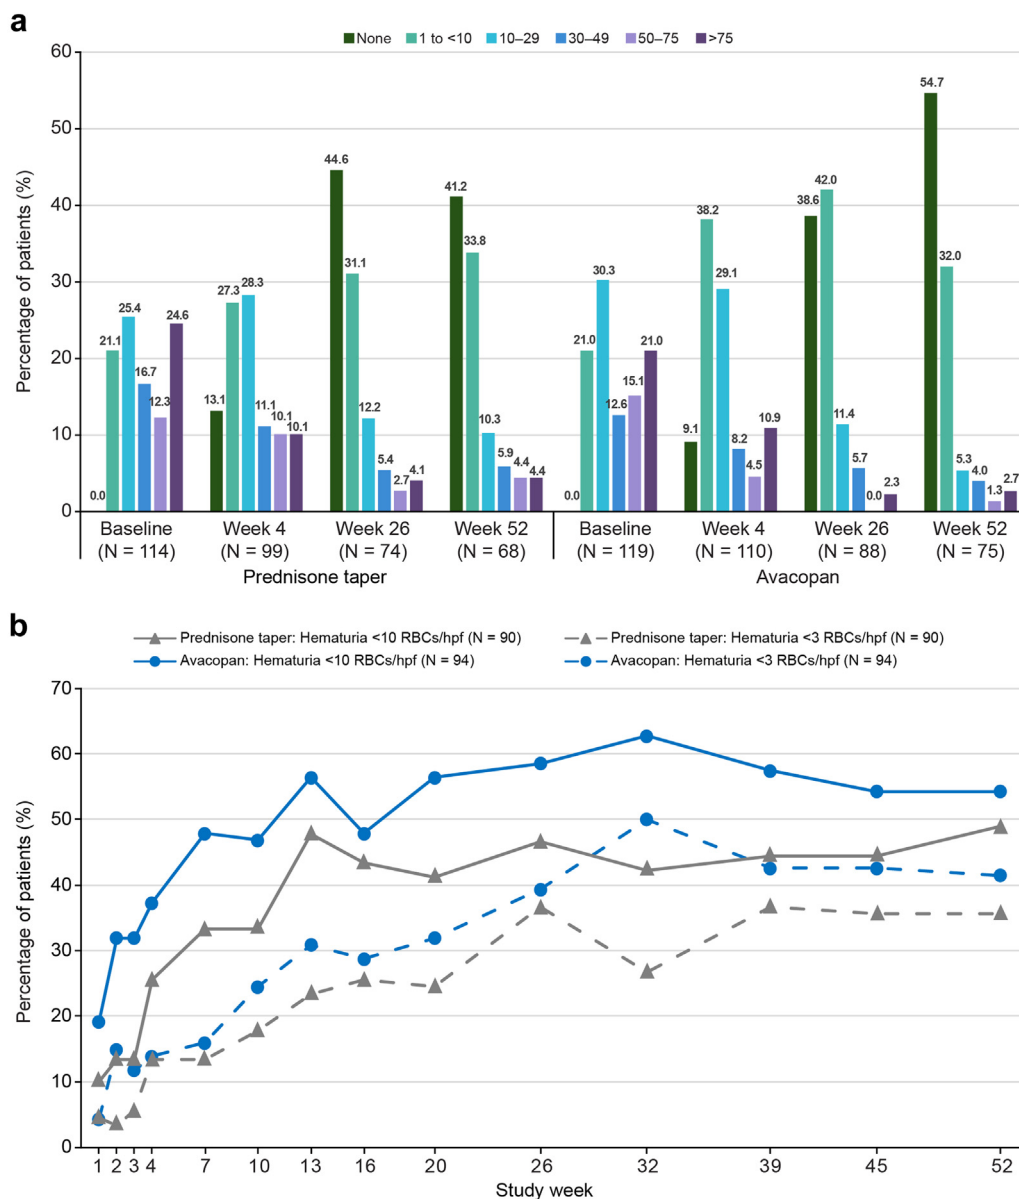 a
None 1 to <10 10–29 30–49 50–75 >75
Percentage of patients (%)
60
50
40
30
20
10
0
0.0 21.1 25.4 16.7 12.3 24.6
13.1 27.3 28.3 11.1 10.1 10.1
44.6 31.1 12.2 5.4 2.7 4.1
41.2 33.8 10.3 5.9 4.4 4.4
0.0 21.0 30.3 12.6 15.1 21.0
9.1 38.2 29.1 8.2 4.5 10.9
38.6 42.0 11.4 5.7 0.0 2.3
54.7 32.0 5.3 4.0 1.3 2.7
Baseline Week 4 Week 26 Week 52 Baseline Week 4 Week 26 Week 52
(N = 114) (N = 99) (N = 74) (N = 68) (N = 119) (N = 110) (N = 88) (N = 75)
Prednisone taper Avacopan
b
Prednisone taper: Hematuria <10 RBCs/hpf (N = 90) Prednisone taper: Hematuria <3 RBCs/hpf (N = 90)
Avacopan: Hematuria <10 RBCs/hpf (N = 94) Avacopan: Hematuria <3 RBCs/hpf (N = 94)
Percentage of patients (%)
70
60
50
40
30
20
10
0
1 2 3 4 7 10 13 16 20 26 32 39 45 52
Study week